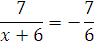 7/(x + 6) = −7/6